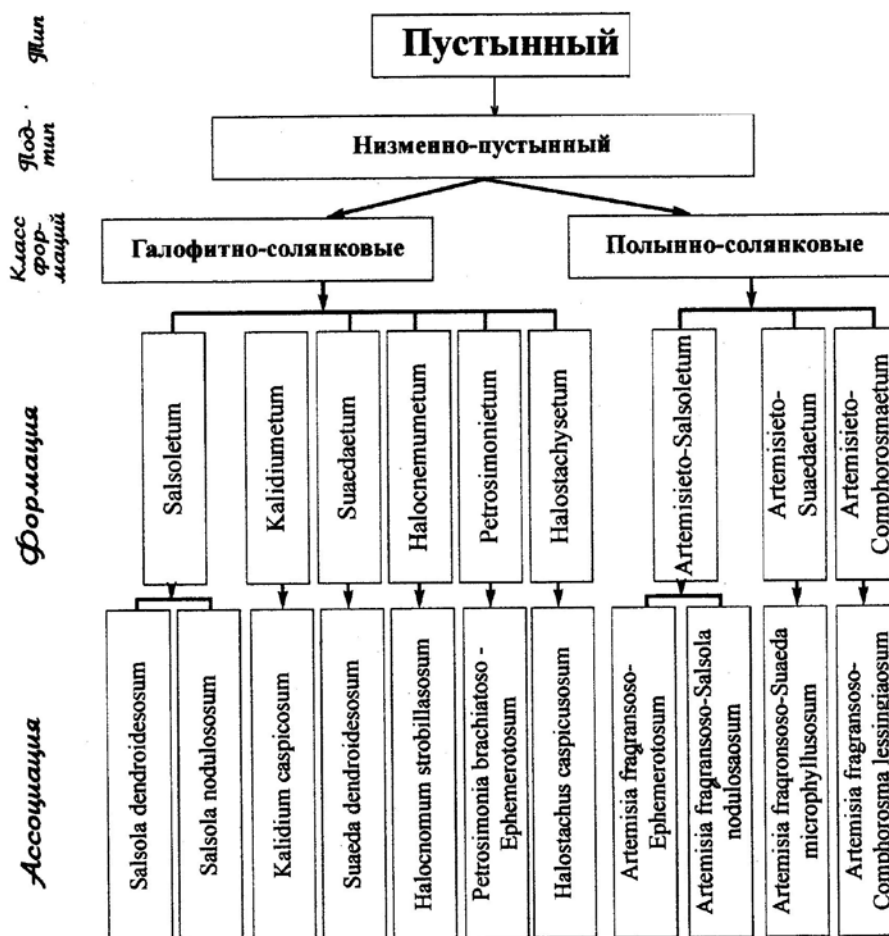 Тип
Пустынный
Под-
тип
Низменно-пустынный
Класс
фор-
маций
Галофитно-солянковые
Полынно-солянковые
Формация
Salsoletum
Kalidiumetum
Suaedaetum
Halocnemumetum
Petrosimonietum
Halostachysetum
Artemisieto-Salsoletum
Artemisieto-
Suaedaetum
Artemisieto-
Comphorosmaetum
Ассоциация
Salsola dendroidesosum
Salsola nodulososum
Kalidium caspicosum
Suaeda dendroidesosum
Halocnomum strobillasosum
Petrosimonia brachiatoso -
Ephemerotosum
Halostachus caspicusosum
Artemisia fragransoso-
Ephemerotosum
Artemisia fragransoso-Salsola
nodulosaosum
Artemisia fragronsoso-Suaeda
microphyllusosum
Artemisia fragransoso-
Comphorosma lessingiaosum